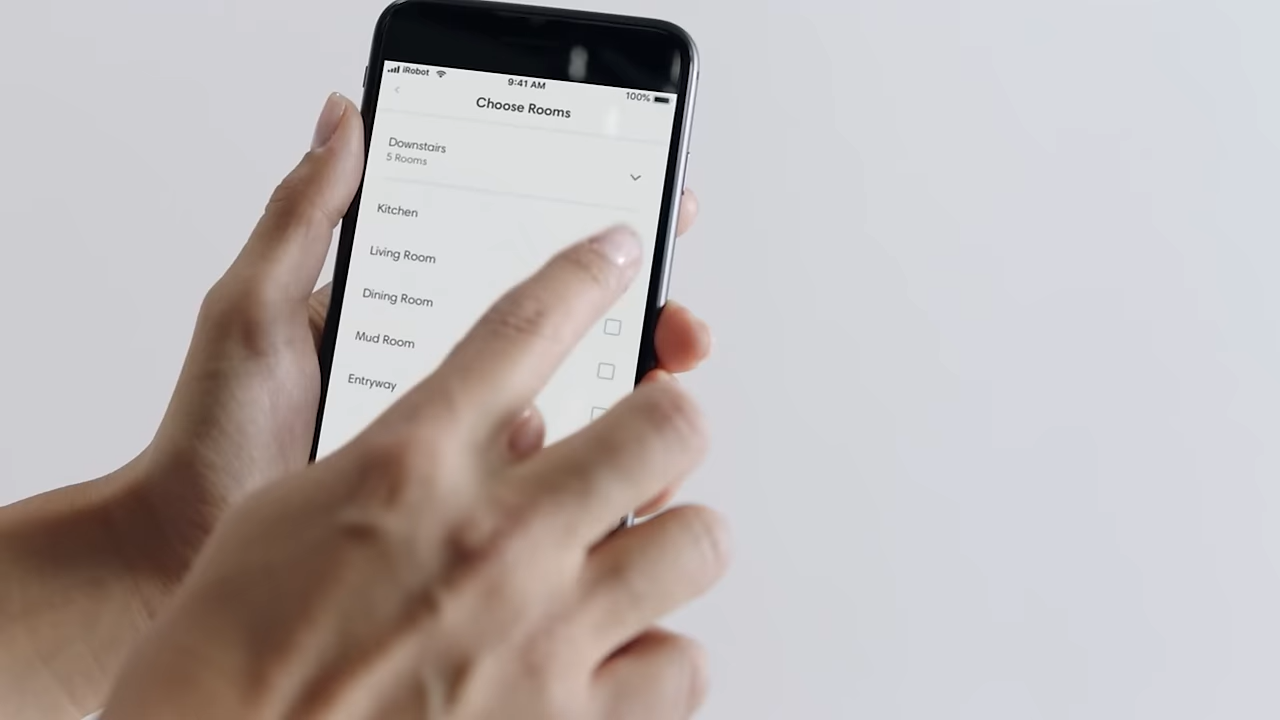 iRobot
9:41 AM
100%
Choose Rooms
Downstairs
5 Rooms
Kitchen
Living Room
Dining Room
Mud Room
Entryway